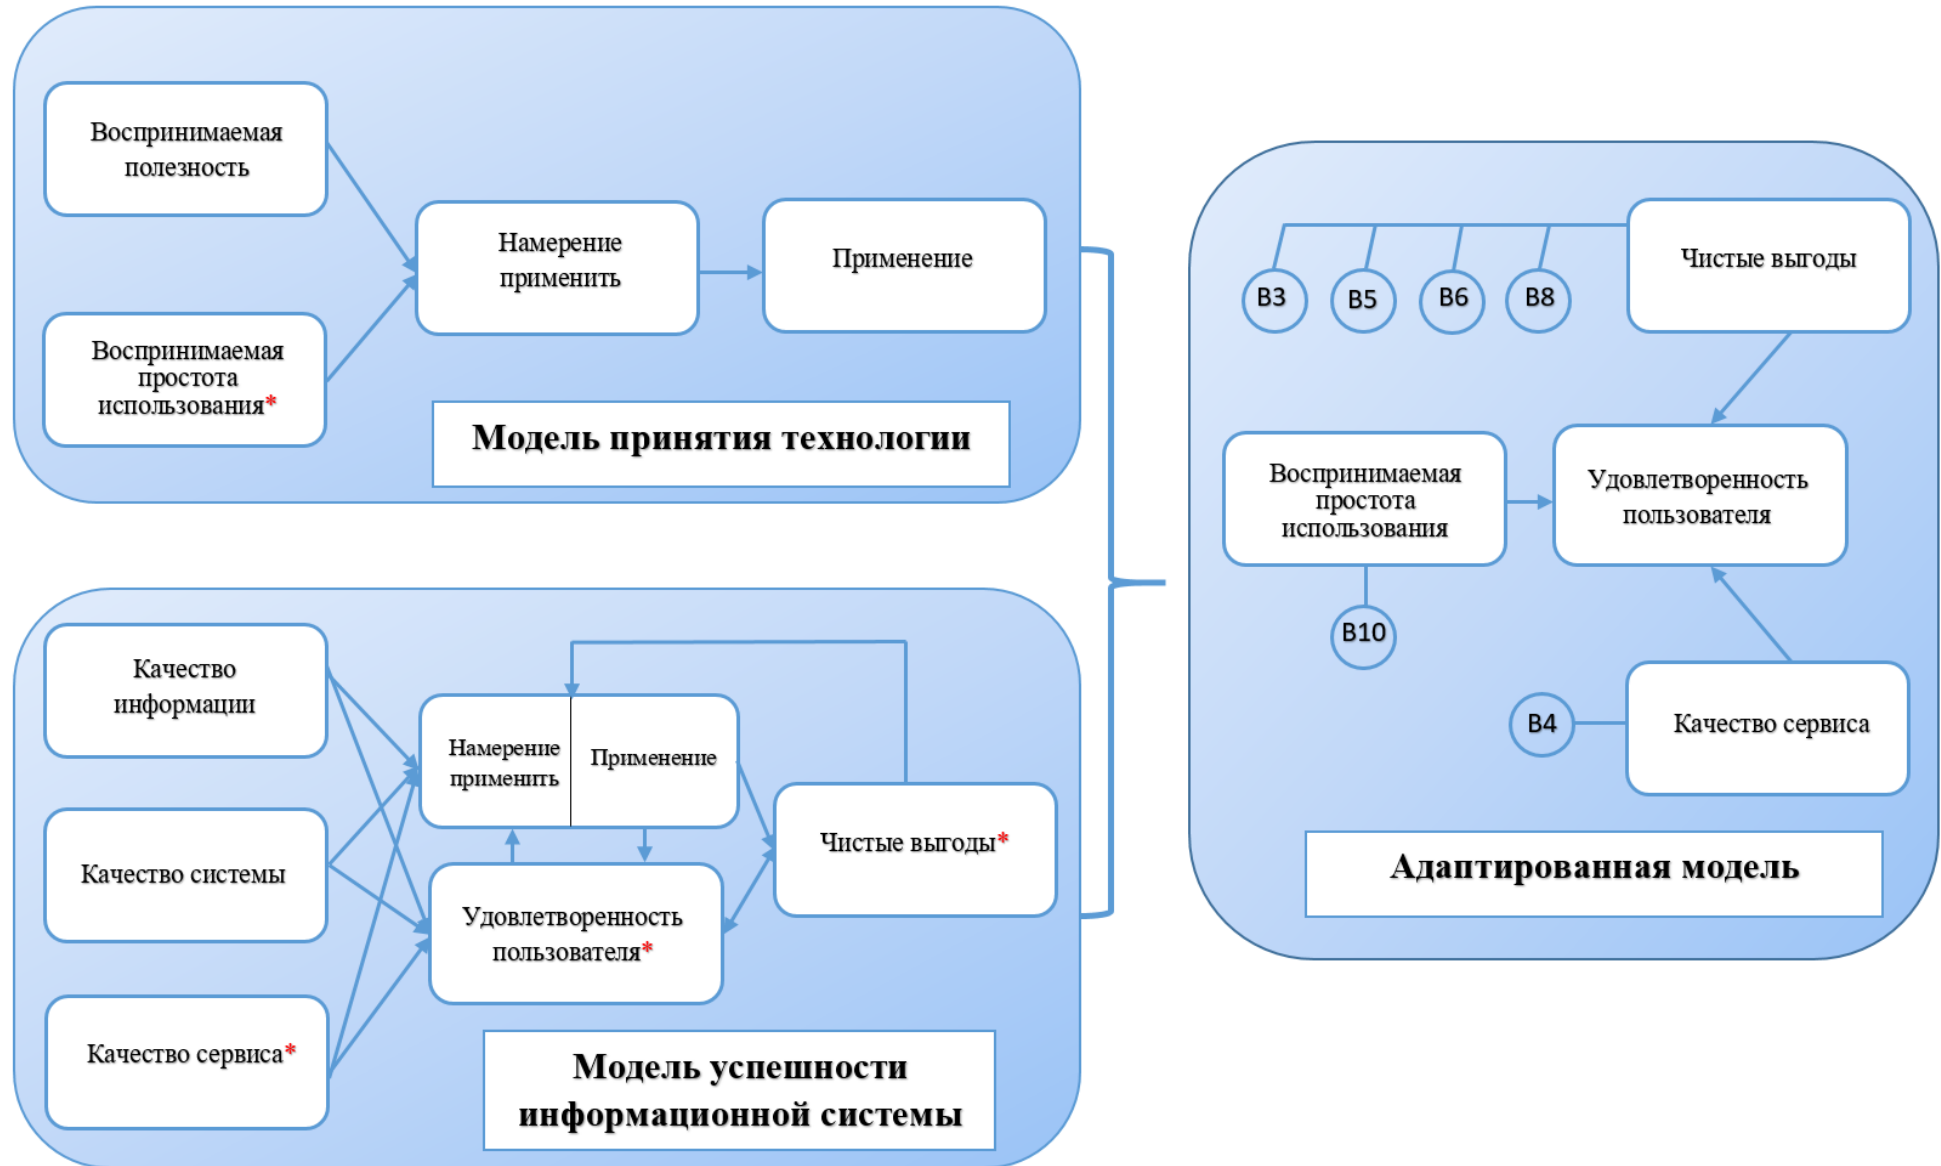 Воспринимаемая
полезность
Воспринимаемая
простота
использования*
Намерение
применить
Применение
Модель принятия технологии
Качество
информации
Качество системы
Качество сервиса*
Намерение
применить
Применение
Удовлетворенность
пользователя*
Чистые выгоды*
Модель успешности
информационной системы
Чистые выгоды
В3
В5
В6
В8
Воспринимаемая
простота
использования
В10
Удовлетворенность
пользователя
В4
Качество сервиса
Адаптированная модель